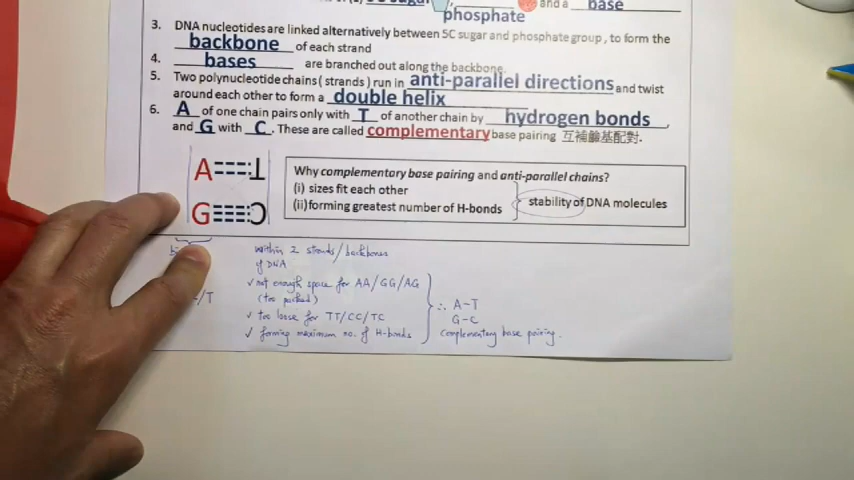 and a base
phosphate
3. DNA nucleotides are linked alternatively between 5C sugar and phosphate group, to form the
backbone of each strand
4. bases are branched out along the backbone.
5. Two polynucleotide chains( strands) run in anti-parallel directions and twist
around each other to form a double helix
6. A of one chain pairs only with T of another chain by hydrogen bonds,
and G with C. These are called complementary base pairing 互補鹼基配對.
A T
G C
Why complementary base pairing and anti-parallel chains?
(i) sizes fit each other
(ii)forming greatest number of H-bonds
stability of DNA molecules
within 2 strands/backbones
of DNA
✓ not enough space for AA/GG/AG
(too packed)
✓ too loose for TT/CC/TC
✓ forming maximum no. of H-bonds
/T
∴ A-T
G-C
complementary base pairing.